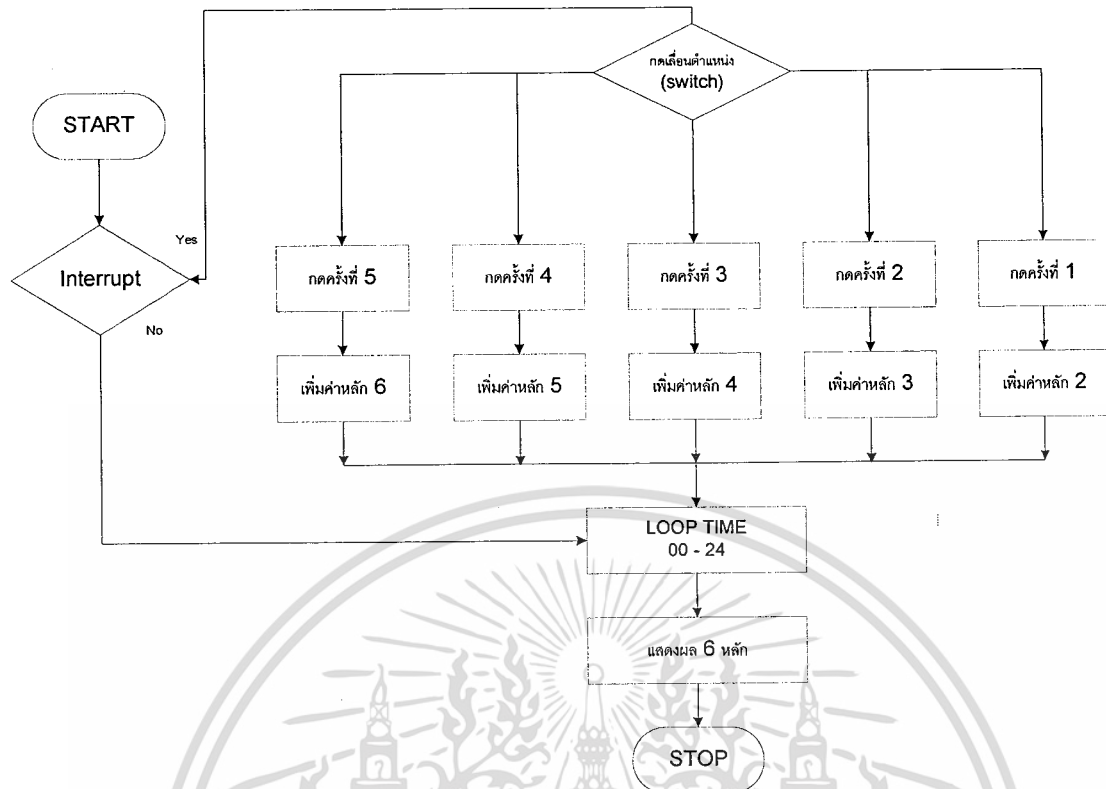 กดเลื่อนตำแหน่ง
(switch)
START
Yes
Interrupt
No
กดครั้งที่ 5
กดครั้งที่ 4
กดครั้งที่ 3
กดครั้งที่ 2
กดครั้งที่ 1
เพิ่มค่าหลัก 6
เพิ่มค่าหลัก 5
เพิ่มค่าหลัก 4
เพิ่มค่าหลัก 3
เพิ่มค่าหลัก 2
LOOP TIME
00 - 24
แสดงผล 6 หลัก
STOP